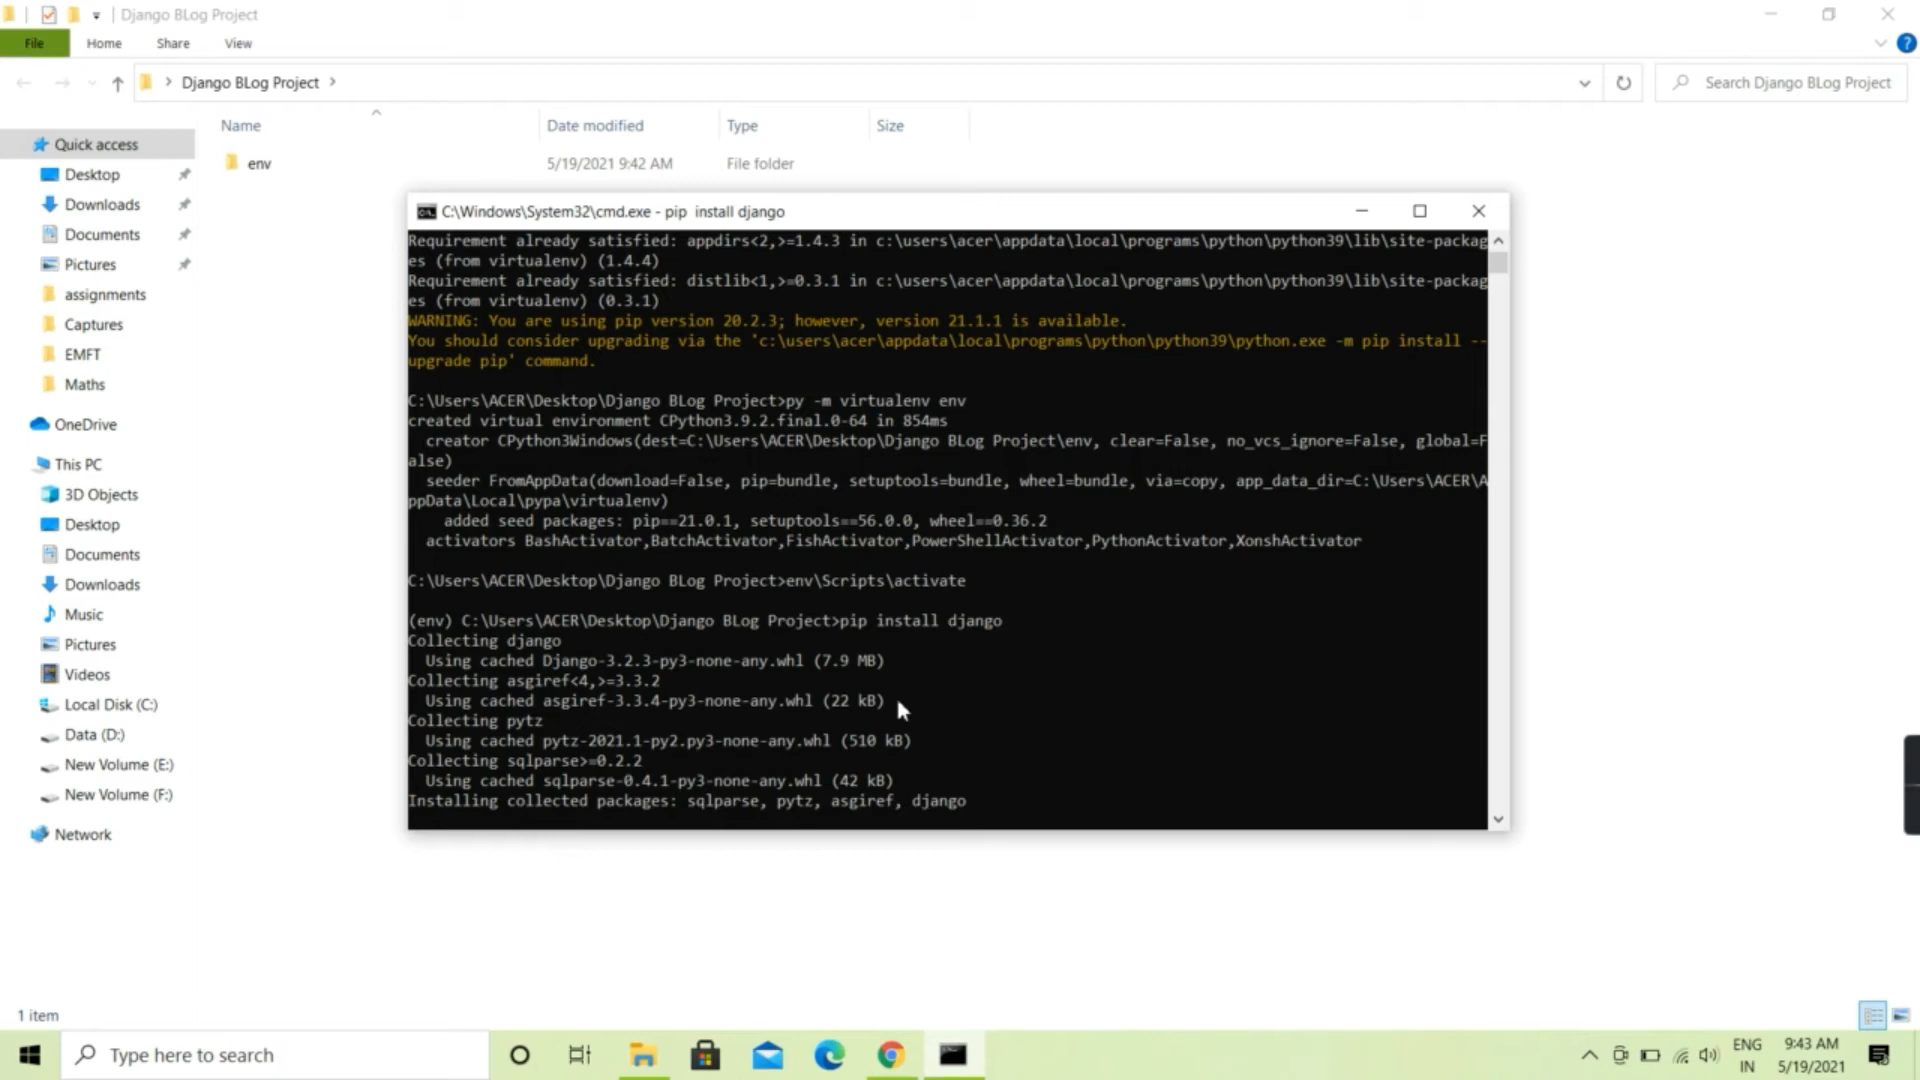 Django BLog Project
File
Home
Share
View
Django BLog Project
Search Django BLog Project
Name
Date modified
Type
Size
env
5/19/2021 9:42 AM
File folder
Quick access
Desktop
Downloads
Documents
Pictures
assignments
Captures
EMFT
Maths
OneDrive
This PC
3D Objects
Desktop
Documents
Downloads
Music
Pictures
Videos
Local Disk (C:)
Data (D:)
New Volume (E:)
New Volume (F:)
Network
C:\Windows\System32\cmd.exe - pip  install django
Requirement already satisfied: appdirs<2,>=1.4.3 in c:\users\acer\appdata\local\programs\python\python39\lib\site-packag
es (from virtualenv) (1.4.4)
Requirement already satisfied: distlib<1,>=0.3.1 in c:\users\acer\appdata\local\programs\python\python39\lib\site-packag
es (from virtualenv) (0.3.1)
WARNING: You are using pip version 20.2.3; however, version 21.1.1 is available.
You should consider upgrading via the 'c:\users\acer\appdata\local\programs\python\python39\python.exe -m pip install --
upgrade pip' command.
C:\Users\ACER\Desktop\Django BLog Project>py -m virtualenv env
created virtual environment CPython3.9.2.final.0-64 in 854ms
creator CPython3Windows(dest=C:\Users\ACER\Desktop\Django BLog Project\env, clear=False, no_vcs_ignore=False, global=F
alse)
seeder FromAppData(download=False, pip=bundle, setuptools=bundle, wheel=bundle, via=copy, app_data_dir=C:\Users\ACER\A
ppData\Local\pypa\virtualenv)
added seed packages: pip==21.0.1, setuptools==56.0.0, wheel==0.36.2
activators BashActivator,BatchActivator,FishActivator,PowerShellActivator,PythonActivator,XonshActivator
C:\Users\ACER\Desktop\Django BLog Project>env\Scripts\activate
(env) C:\Users\ACER\Desktop\Django BLog Project>pip install django
Collecting django
Using cached Django-3.2.3-py3-none-any.whl (7.9 MB)
Collecting asgiref<4,>=3.3.2
Using cached asgiref-3.3.4-py3-none-any.whl (22 kB)
Collecting pytz
Using cached pytz-2021.1-py2.py3-none-any.whl (510 kB)
Collecting sqlparse>=0.2.2
Using cached sqlparse-0.4.1-py3-none-any.whl (42 kB)
Installing collected packages: sqlparse, pytz, asgiref, django
1 item
Type here to search
ENG
IN
9:43 AM
5/19/2021